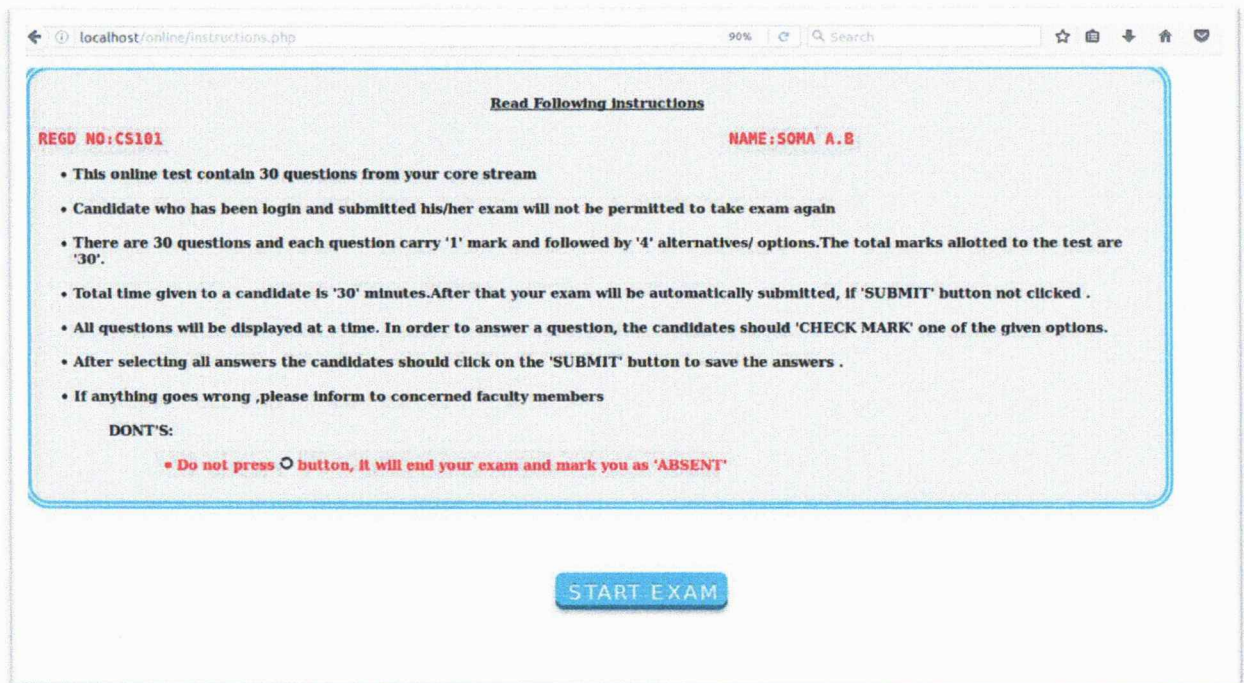 localhost/online/instructions.php 90% Search
Read Following instructions
REGD NO:CS101 NAME:SOMA A.B
• This online test contain 30 questions from your core stream
• Candidate who has been login and submitted his/her exam will not be permitted to take exam again
• There are 30 questions and each question carry '1' mark and followed by '4' alternatives/ options.The total marks allotted to the test are
'30'.
• Total time given to a candidate is '30' minutes.After that your exam will be automatically submitted, if 'SUBMIT' button not clicked .
• All questions will be displayed at a time. In order to answer a question, the candidates should 'CHECK MARK' one of the given options.
• After selecting all answers the candidates should click on the 'SUBMIT' button to save the answers .
• If anything goes wrong ,please inform to concerned faculty members
DONT'S:
• Do not press button, it will end your exam and mark you as 'ABSENT'
START EXAM